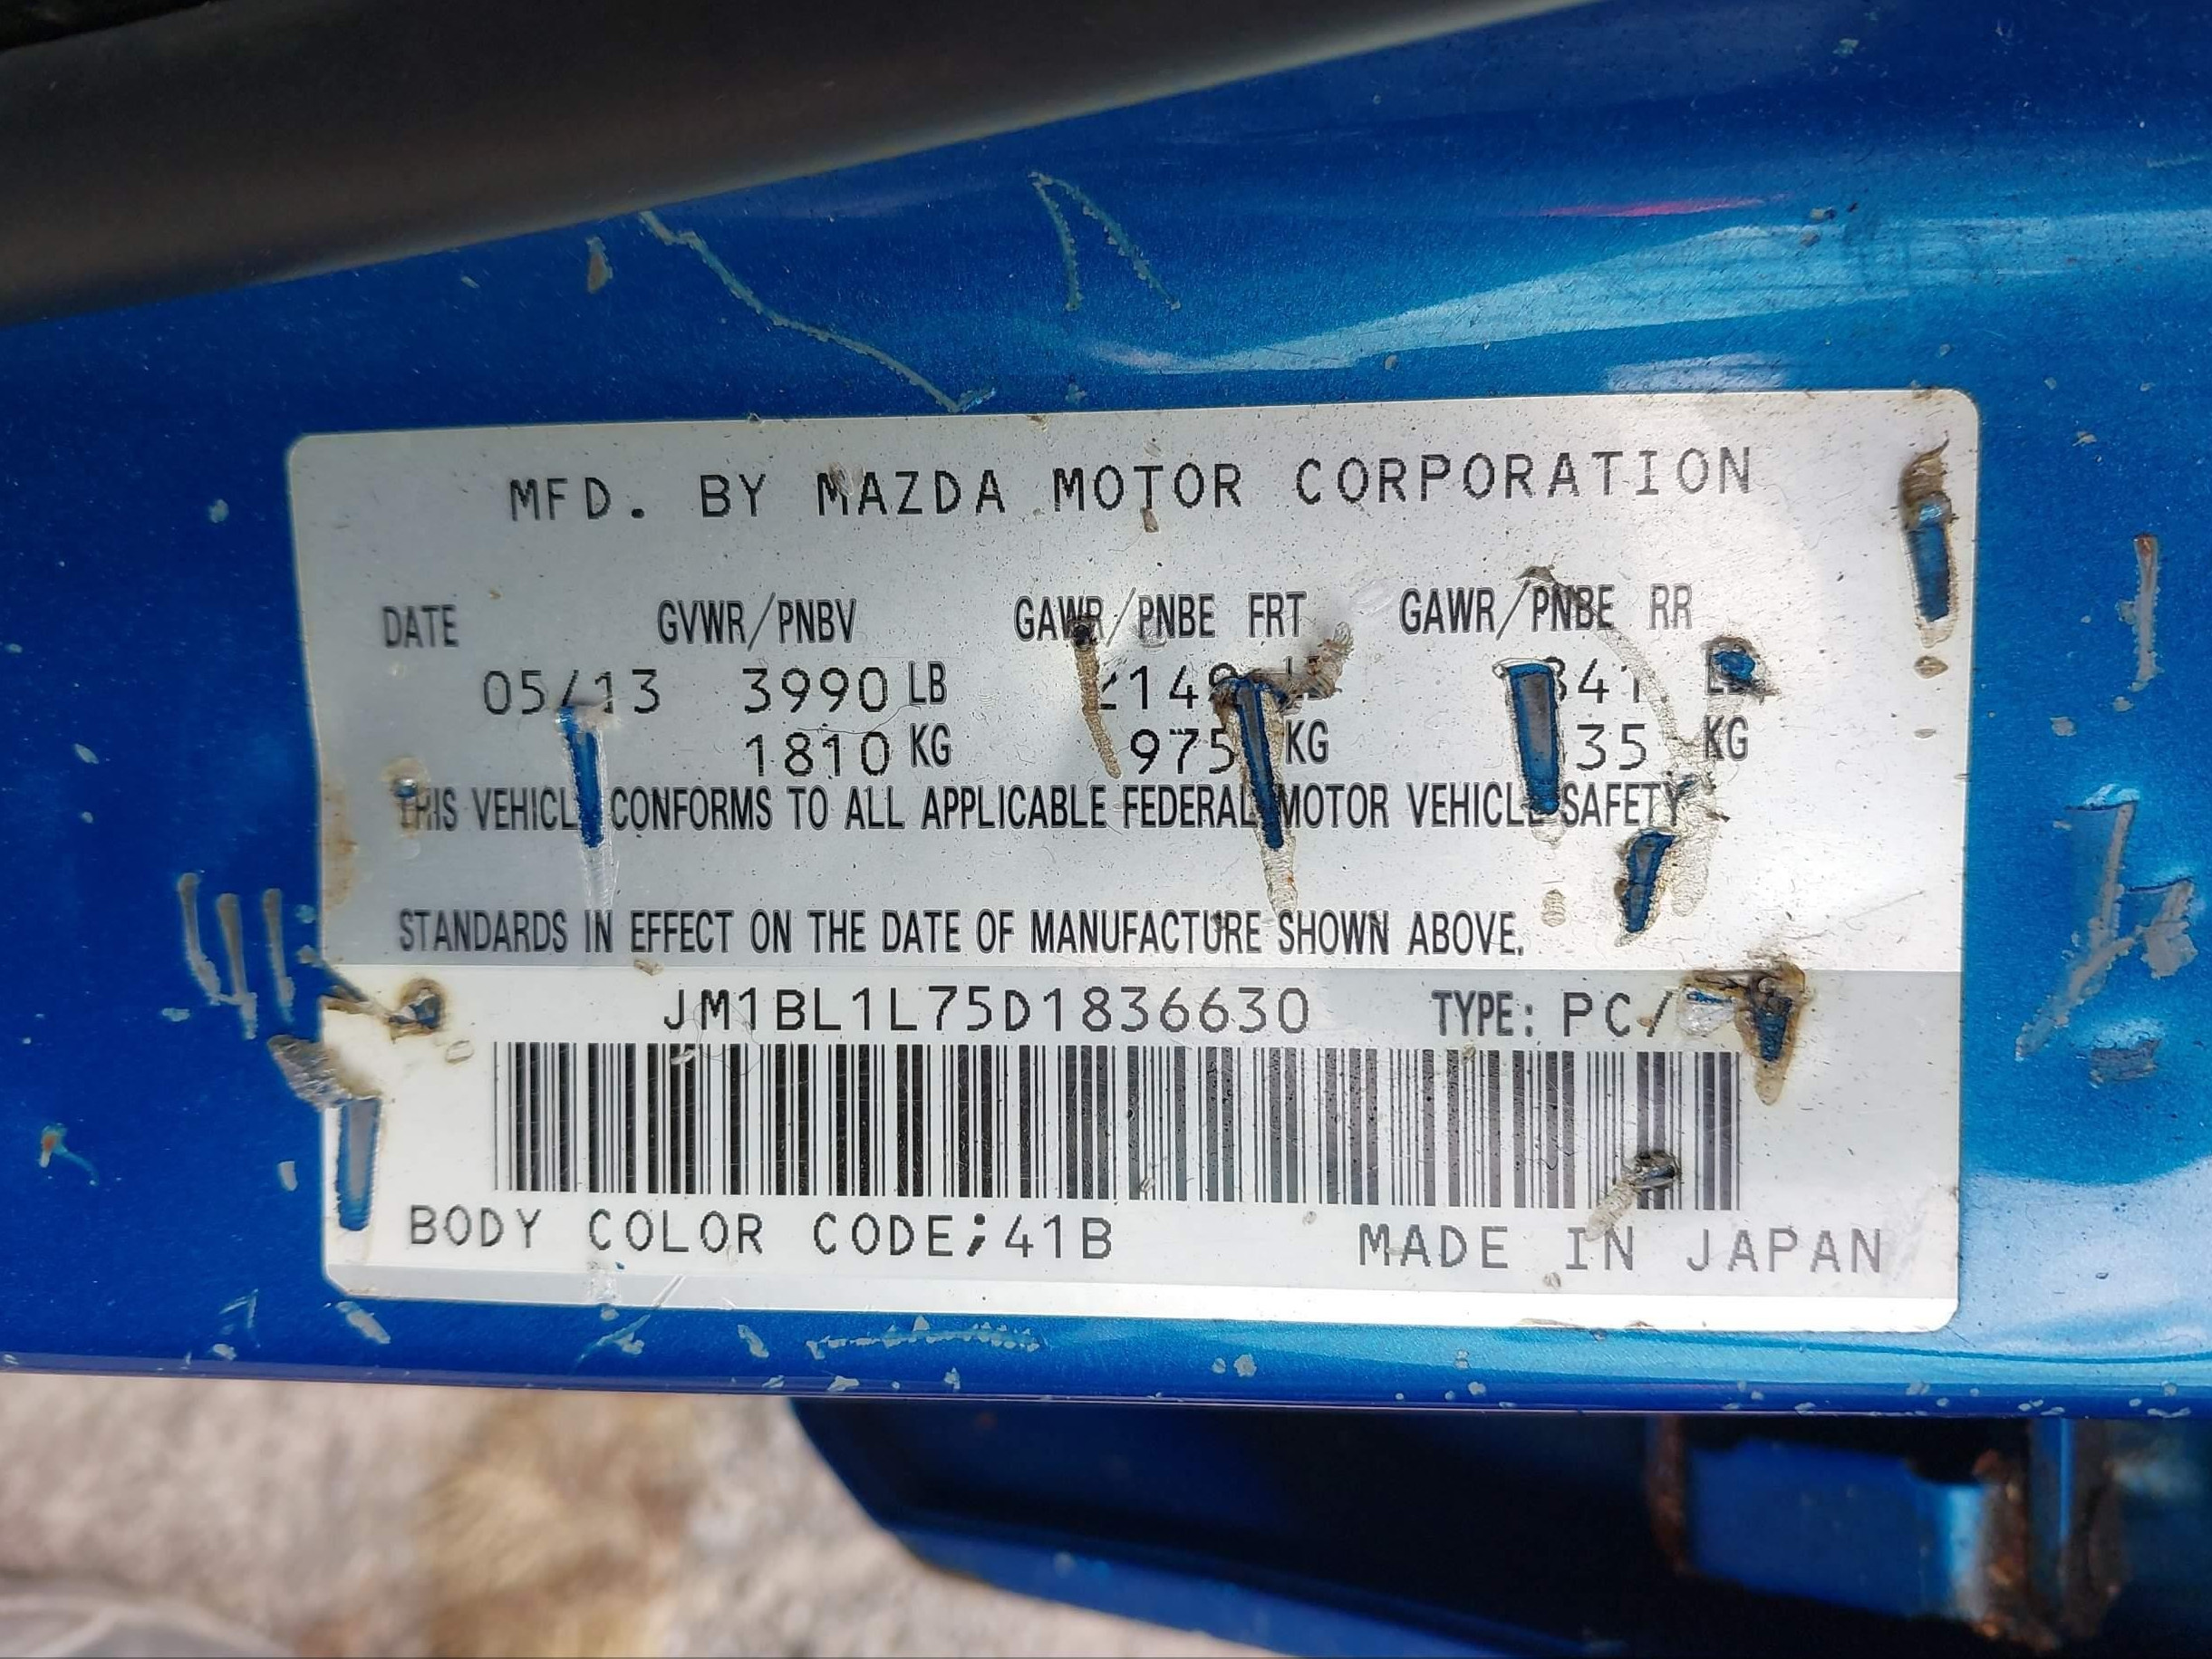 MFD. BY MAZDA MOTOR CORPORATION
DATE GVWR/PNBV GAWR/PNBE FRT GAWR/PNBE RR
05/13 3990 LB LB
1810 KG 975 KG KG
THIS VEHICLE CONFORMS TO ALL APPLICABLE FEDERAL MOTOR VEHICLE SAFETY
STANDARDS IN EFFECT ON THE DATE OF MANUFACTURE SHOWN ABOVE.
JM1BL1L75D1836630 TYPE: PC/
BODY COLOR CODE;41B MADE IN JAPAN